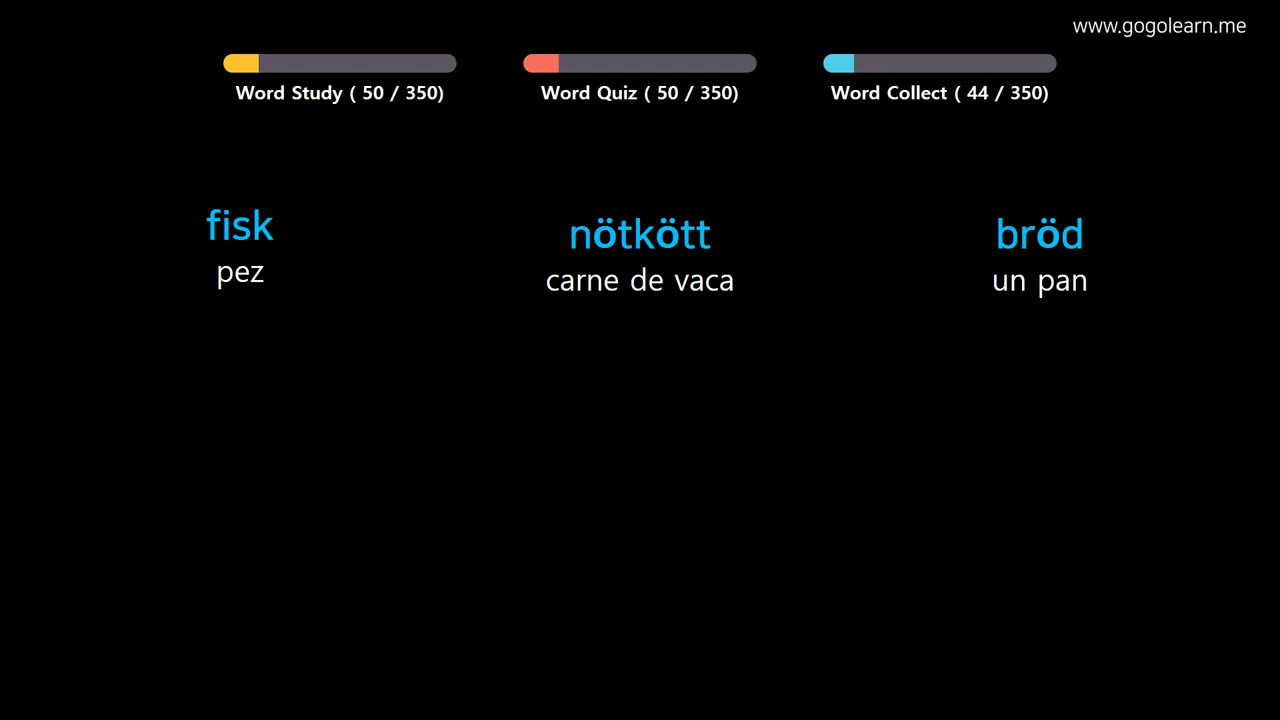 www.gogolearn.me
Word Study ( 50 / 350)
Word Quiz ( 50 / 350)
Word Collect ( 44 / 350)
fisk
pez
nötkött
carne de vaca
bröd
un pan